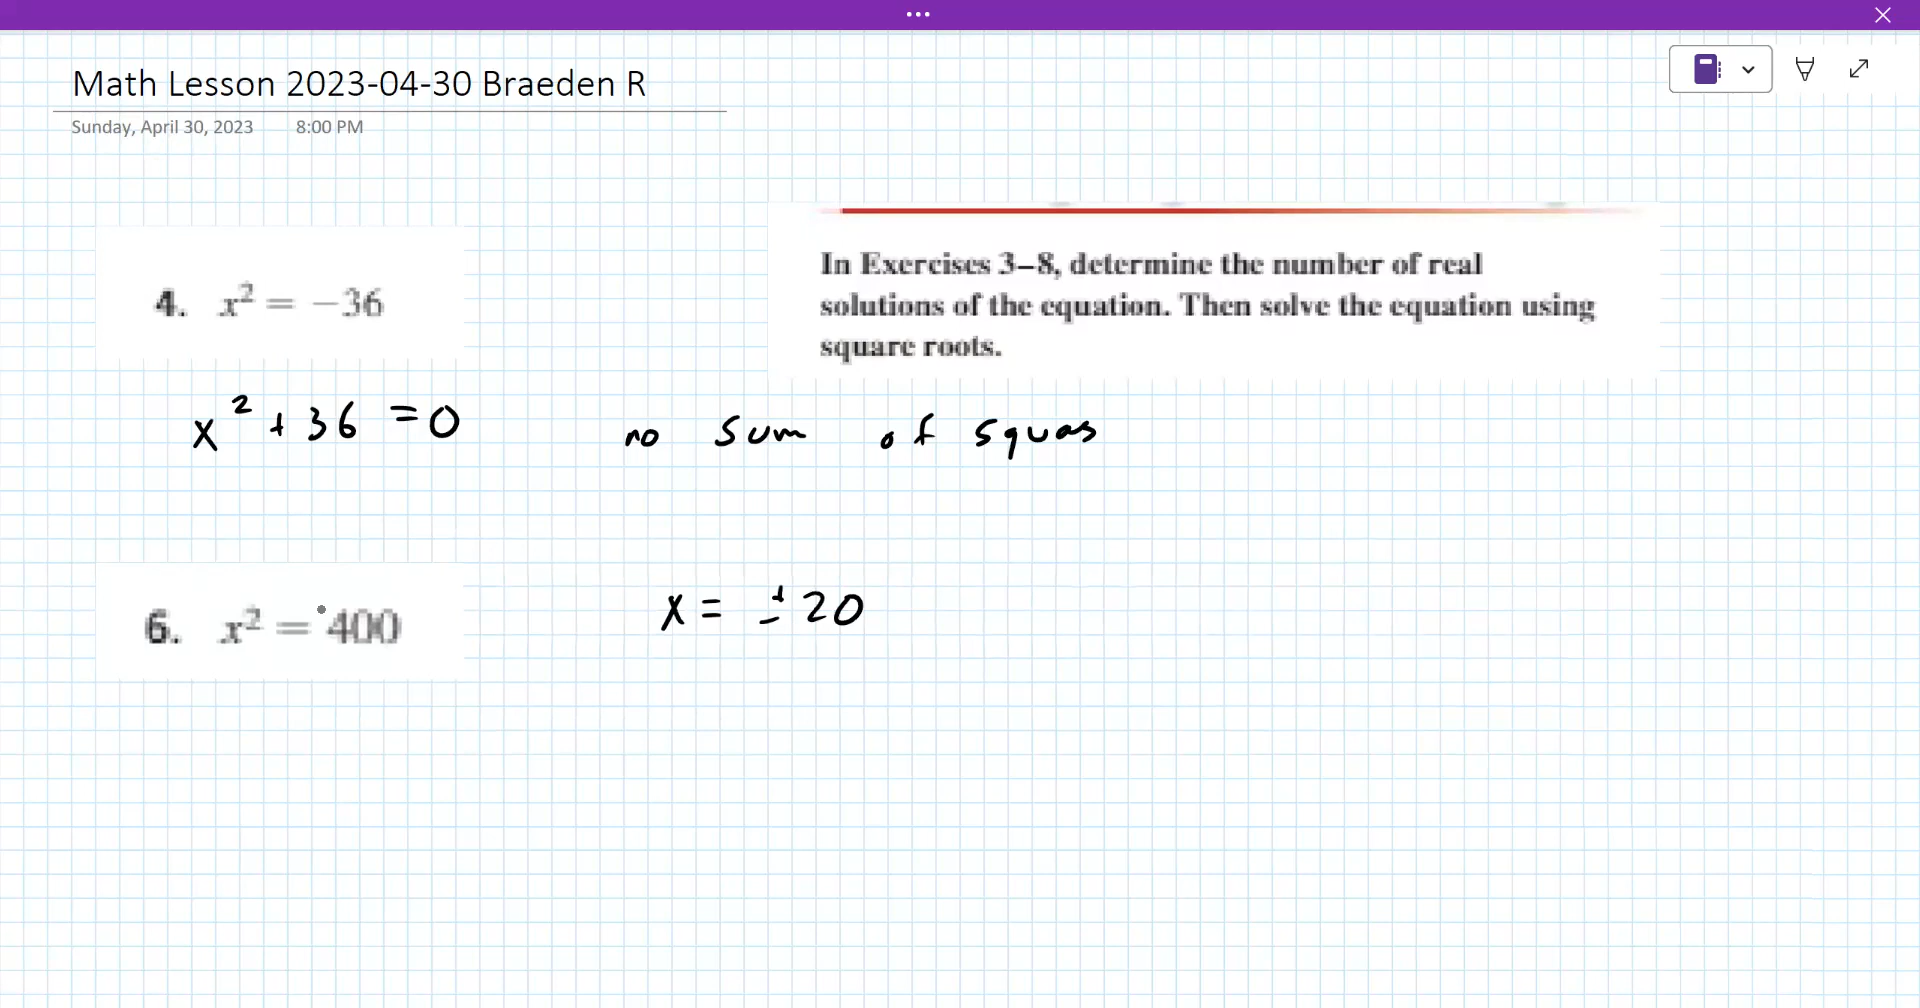 Math Lesson 2023-04-30 Braeden R
Sunday, April 30, 2023 8:00 PM
4. x² = −36
In Exercises 3–8, determine the number of real
solutions of the equation. Then solve the equation using
square roots.
x² + 36 = 0 no sum of squas
6. x² = 400 x = ±20